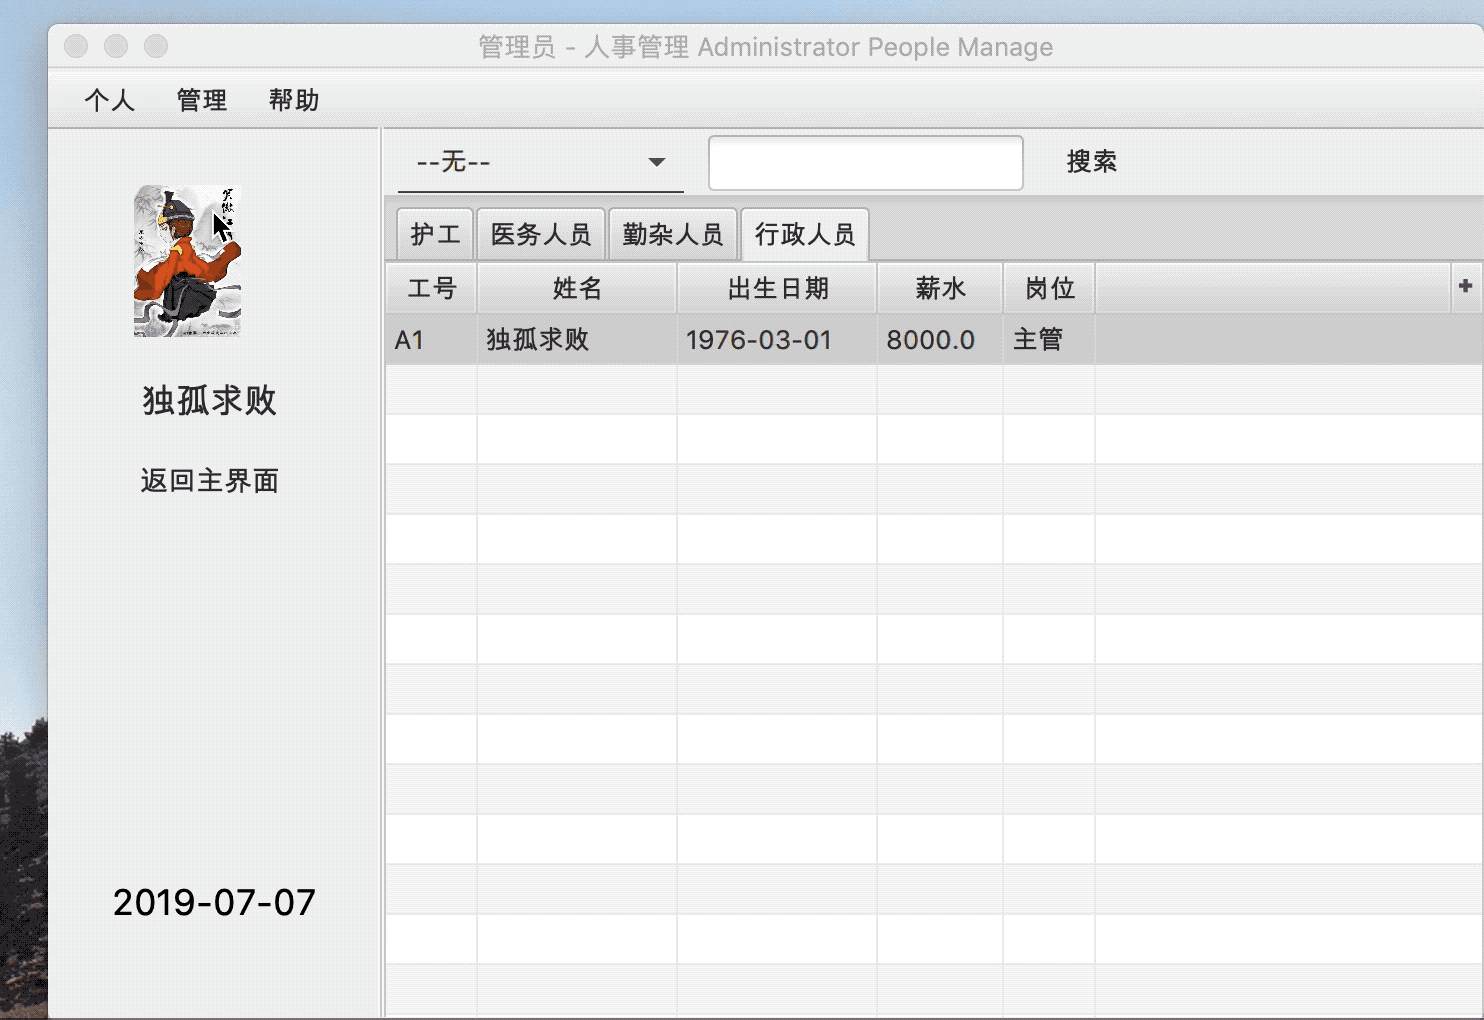 管理员 - 人事管理 Administrator People Manage
个人 管理 帮助
--无-- 搜索
护工 医务人员 勤杂人员 行政人员
工号 姓名 出生日期 薪水 岗位 +
A1 独孤求败 1976-03-01 8000.0 主管
独孤求败
返回主界面
2019-07-07